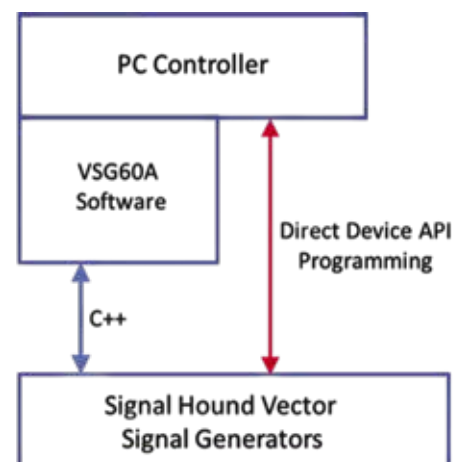 PC Controller
VSG60A
Software
Direct Device API
Programming
C++
Signal Hound Vector
Signal Generators